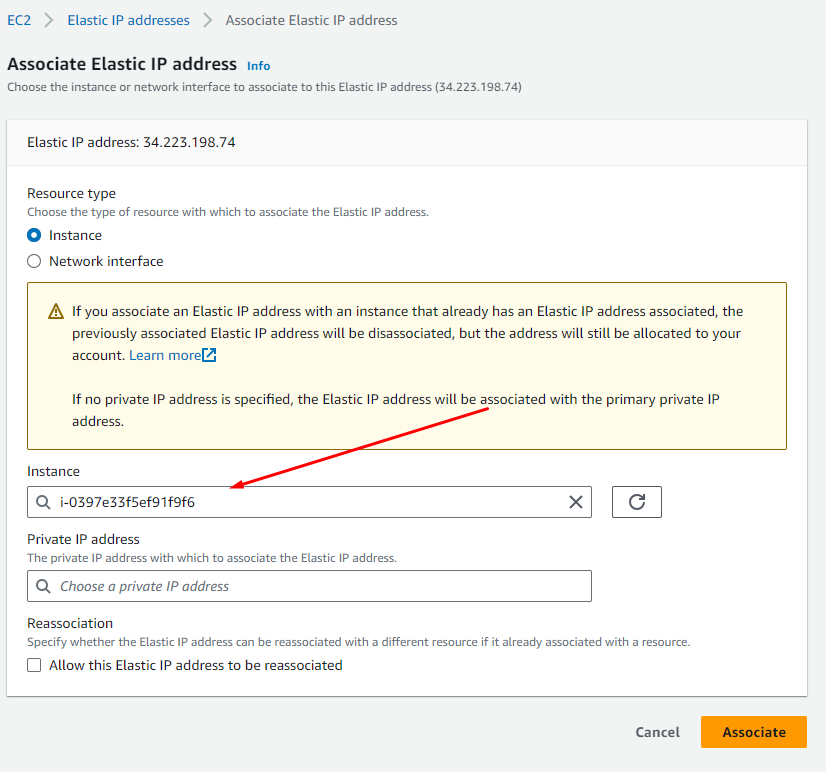 EC2 > Elastic IP addresses > Associate Elastic IP address
Associate Elastic IP address Info
Choose the instance or network interface to associate to this Elastic IP address (34.223.198.74)
Elastic IP address: 34.223.198.74
Resource type
Choose the type of resource with which to associate the Elastic IP address.
Instance
Network interface
If you associate an Elastic IP address with an instance that already has an Elastic IP address associated, the
previously associated Elastic IP address will be disassociated, but the address will still be allocated to your
account. Learn more
If no private IP address is specified, the Elastic IP address will be associated with the primary private IP
address.
Instance
i-0397e33f5ef91f9f6
Private IP address
The private IP address with which to associate the Elastic IP address.
Choose a private IP address
Reassociation
Specify whether the Elastic IP address can be reassociated with a different resource if it already associated with a resource.
Allow this Elastic IP address to be reassociated
Cancel Associate